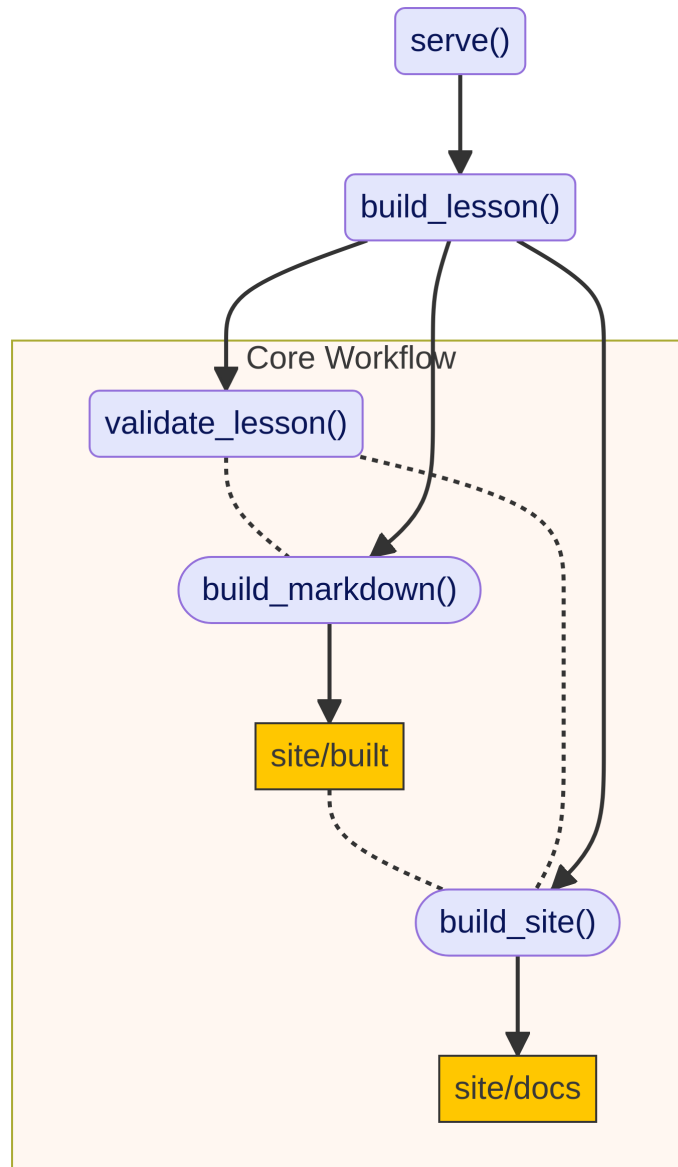 serve()
build_lesson()
Core Workflow
validate_lesson()
build_markdown()
site/built
build_site()
site/docs